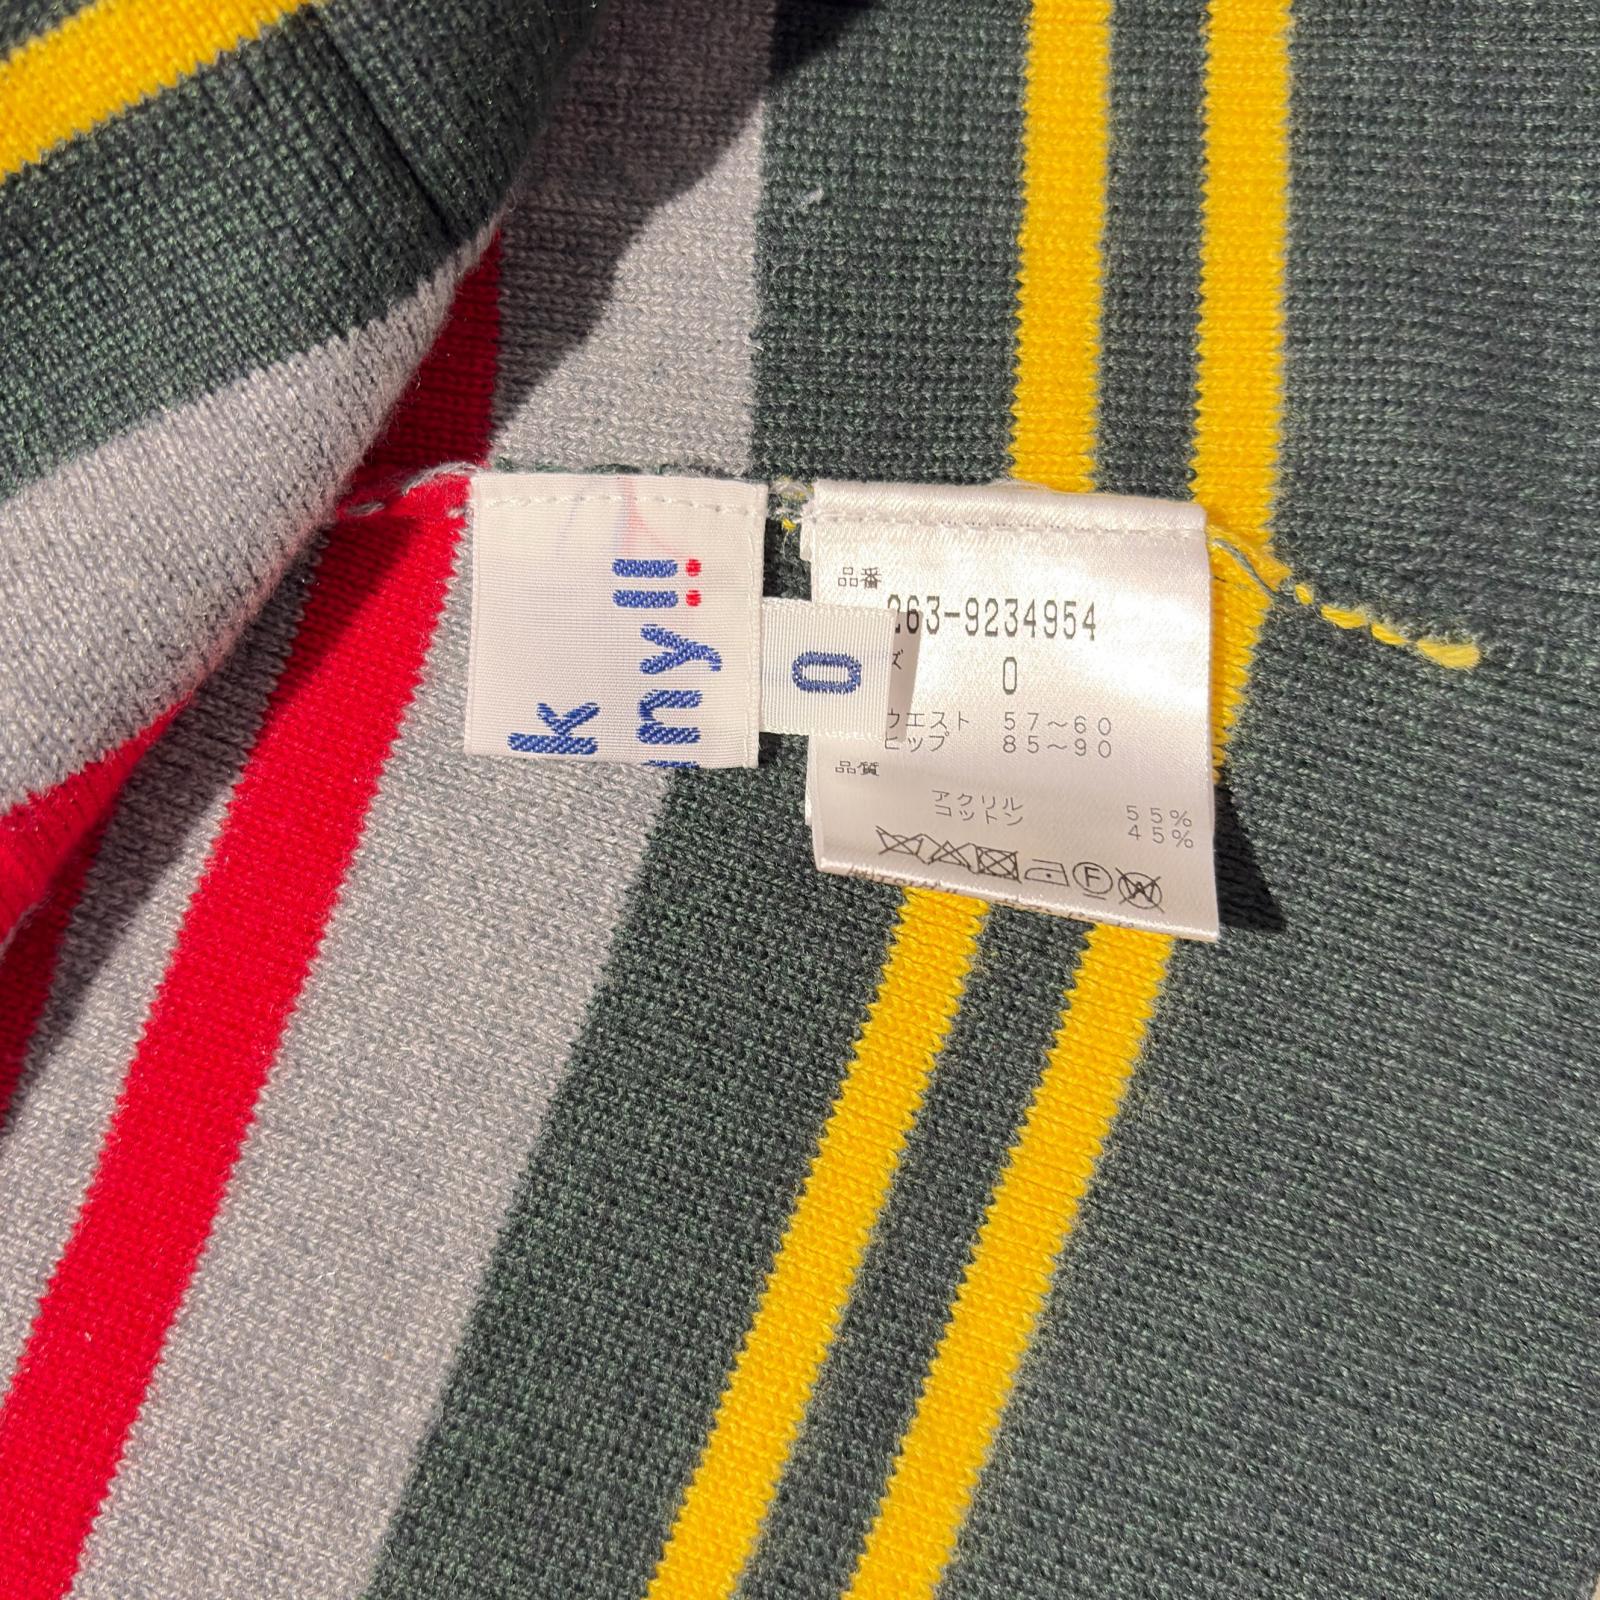 k
nyii
0
品番
263-9234954
ズ 0
ウエスト 57～60
ヒップ 85～90
品質
アクリル 55%
コットン 45%
F
W